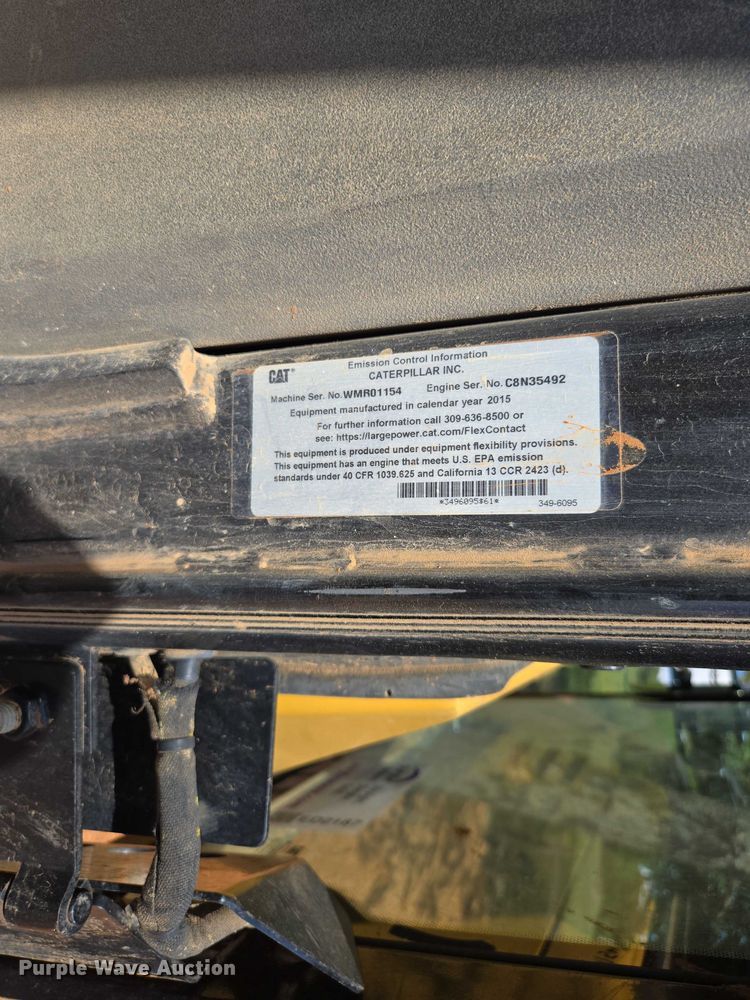 CAT
Emission Control Information
CATERPILLAR INC.
Machine Ser. No. WMR01154 Engine Ser. No. C8N35492
Equipment manufactured in calendar year 2015
For further information call 309-636-8500 or
see: https://largepower.cat.com/FlexContact
This equipment is produced under equipment flexibility provisions.
This equipment has an engine that meets U.S. EPA emission
standards under 40 CFR 1039.625 and California 13 CCR 2423 (d).
*3496095$61* 349-6095
Purple Wave Auction